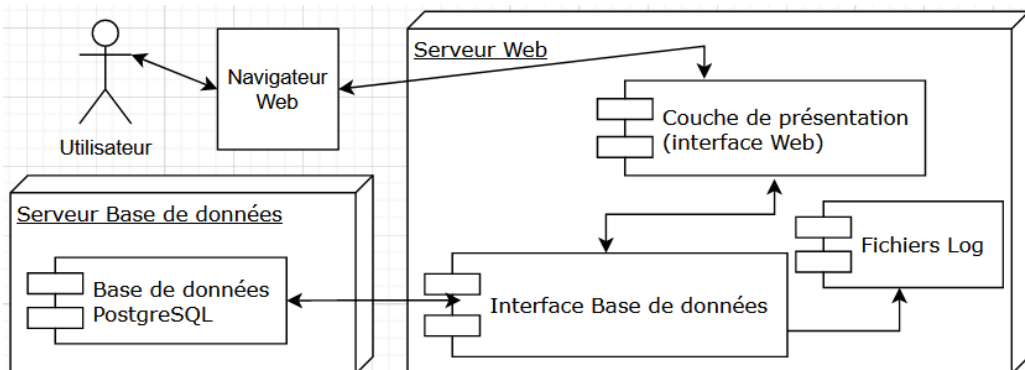 Serveur Web
Navigateur
Web
Couche de présentation
(interface Web)
Utilisateur
Serveur Base de données
Fichiers Log
Base de données
PostgreSQL
Interface Base de données